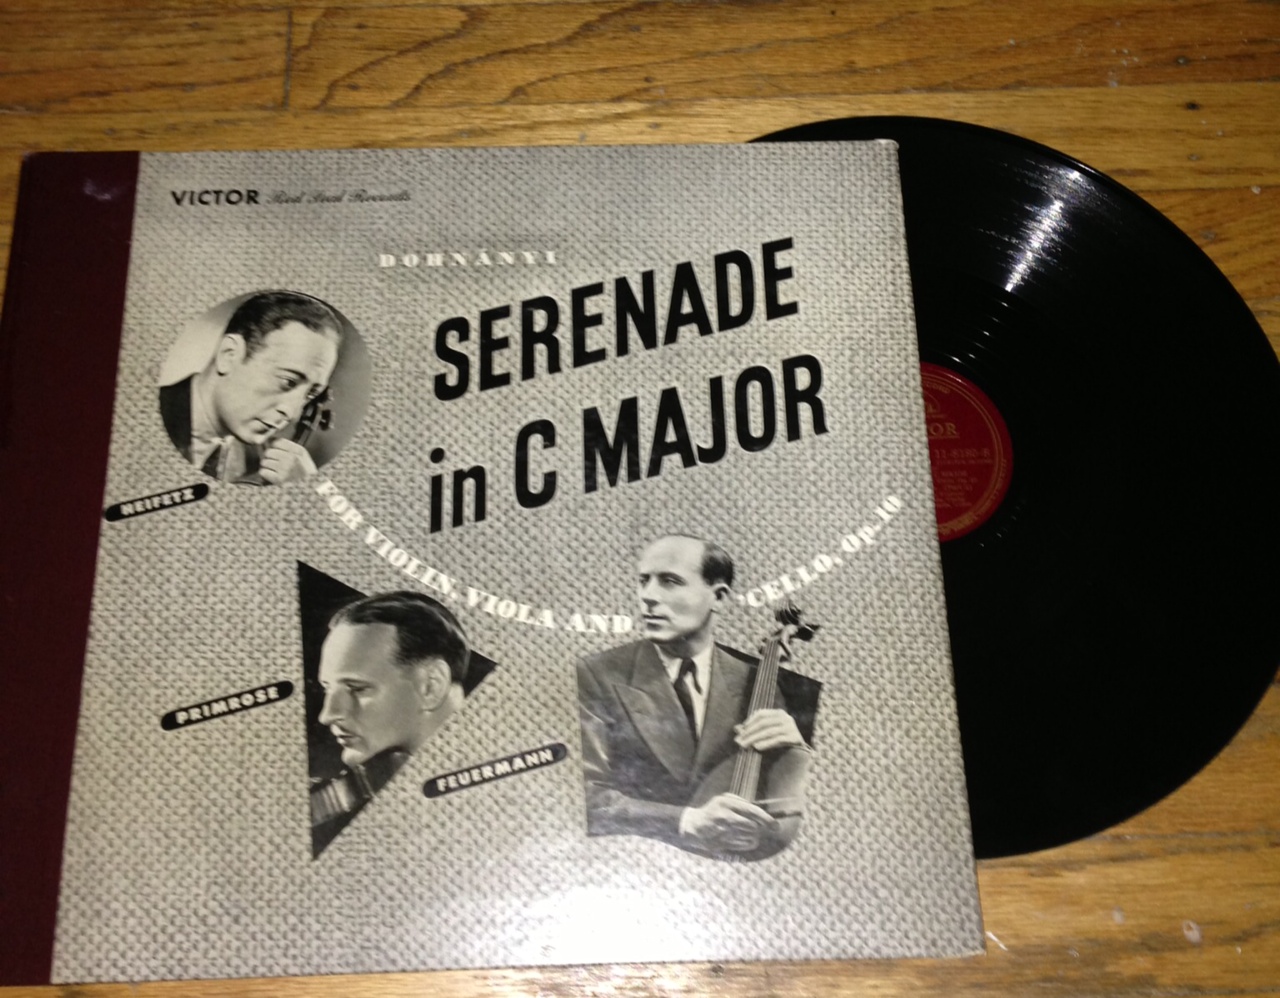 VICTOR Red Seal Records
DOHNÁNYI
SERENADE
in C MAJOR
FOR VIOLIN, VIOLA AND 'CELLO, Op. 10
HEIFETZ
PRIMROSE
FEUERMANN